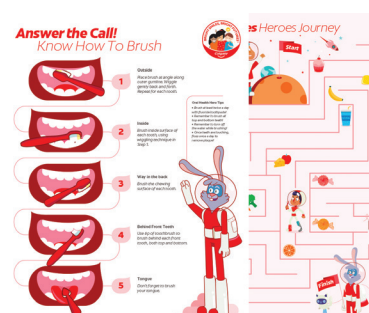 Answer the Call!
Know How To Brush
es Heroes Journey
Start
1
Outside
Place brush at angle along
outer gumline. Wiggle
gently back and forth.
Repeat for each tooth.
2
Inside
Brush inside surface of
each tooth, using
wiggling technique in
Step 1.
3
Way in the back
Brush the chewing
surface of each tooth.
4
Behind Front Teeth
Use tip of toothbrush to
brush behind each front
tooth, both top and bottom.
5
Tongue
Don't forget to brush
your tongue.
Finish